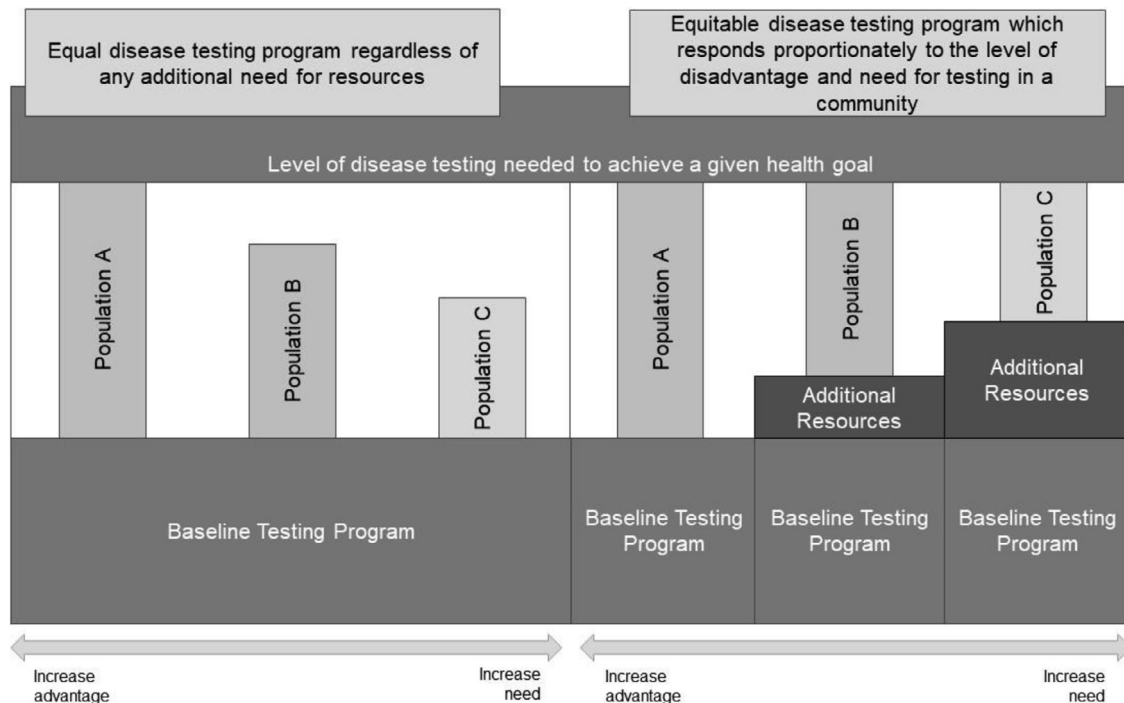 Equal disease testing program regardless of
any additional need for resources
Equitable disease testing program which
responds proportionately to the level of
disadvantage and need for testing in a
community
Level of disease testing needed to achieve a given health goal
Population A
Population B
Population C
Population A
Population B
Population C
Additional
Resources
Additional
Resources
Baseline Testing Program
Baseline Testing
Program
Baseline Testing
Program
Baseline Testing
Program
Increase
advantage
Increase
need
Increase
advantage
Increase
need